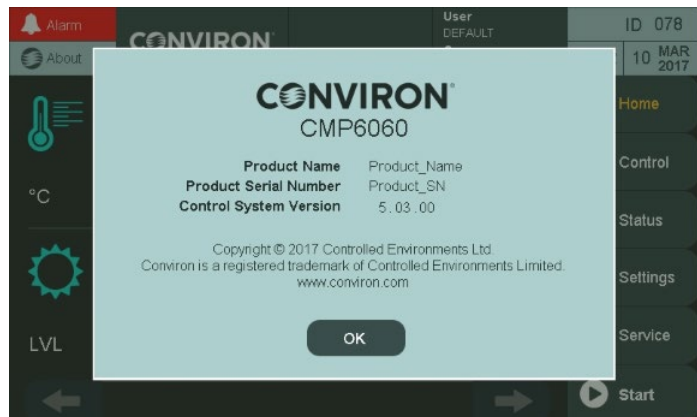 Alarm
About
CONVIRON
User
DEFAULT
ID 078
10 MAR 2017
CONVIRON®
CMP6060
Product Name Product_Name
Product Serial Number Product_SN
Control System Version 5.03.00
Copyright © 2017 Controlled Environments Ltd.
Conviron is a registered trademark of Controlled Environments Limited.
www.conviron.com
OK
°C
LVL
Home
Control
Status
Settings
Service
Start